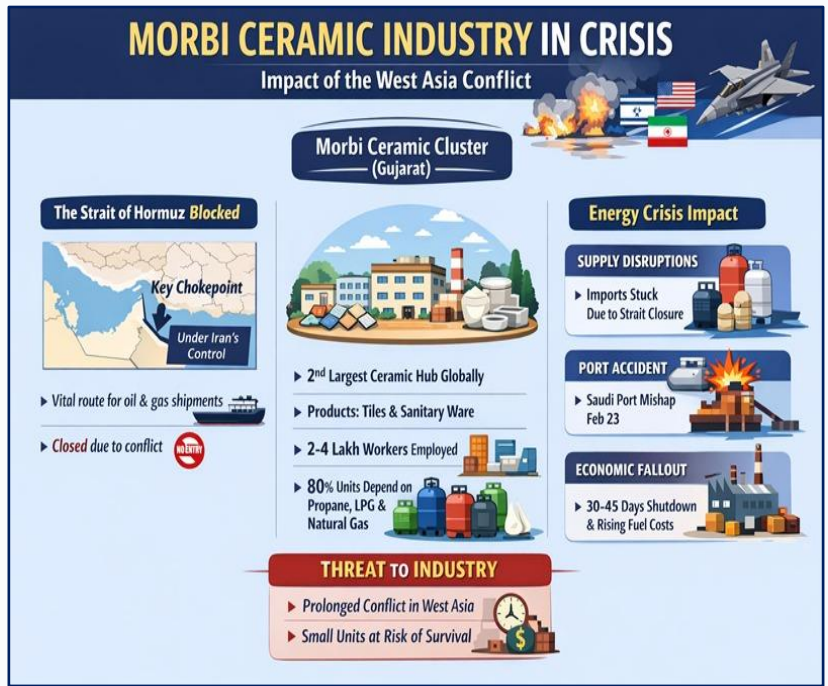 MORBI CERAMIC INDUSTRY IN CRISIS
Impact of the West Asia Conflict
Morbi Ceramic Cluster
(Gujarat)
The Strait of Hormuz Blocked
Key Chokepoint
Under Iran's
Control
▸ Vital route for oil & gas shipments
▸ Closed due to conflict
NO ENTRY
▸ 2nd Largest Ceramic Hub Globally
▸ Products: Tiles & Sanitary Ware
▸ 2-4 Lakh Workers Employed
▸ 80% Units Depend on
Propane, LPG &
Natural Gas
Energy Crisis Impact
SUPPLY DISRUPTIONS
▸ Imports Stuck
Due to Strait Closure
PORT ACCIDENT
▸ Saudi Port Mishap
Feb 23
ECONOMIC FALLOUT
▸ 30-45 Days Shutdown
& Rising Fuel Costs
THREAT TO INDUSTRY
▸ Prolonged Conflict in West Asia
▸ Small Units at Risk of Survival
$